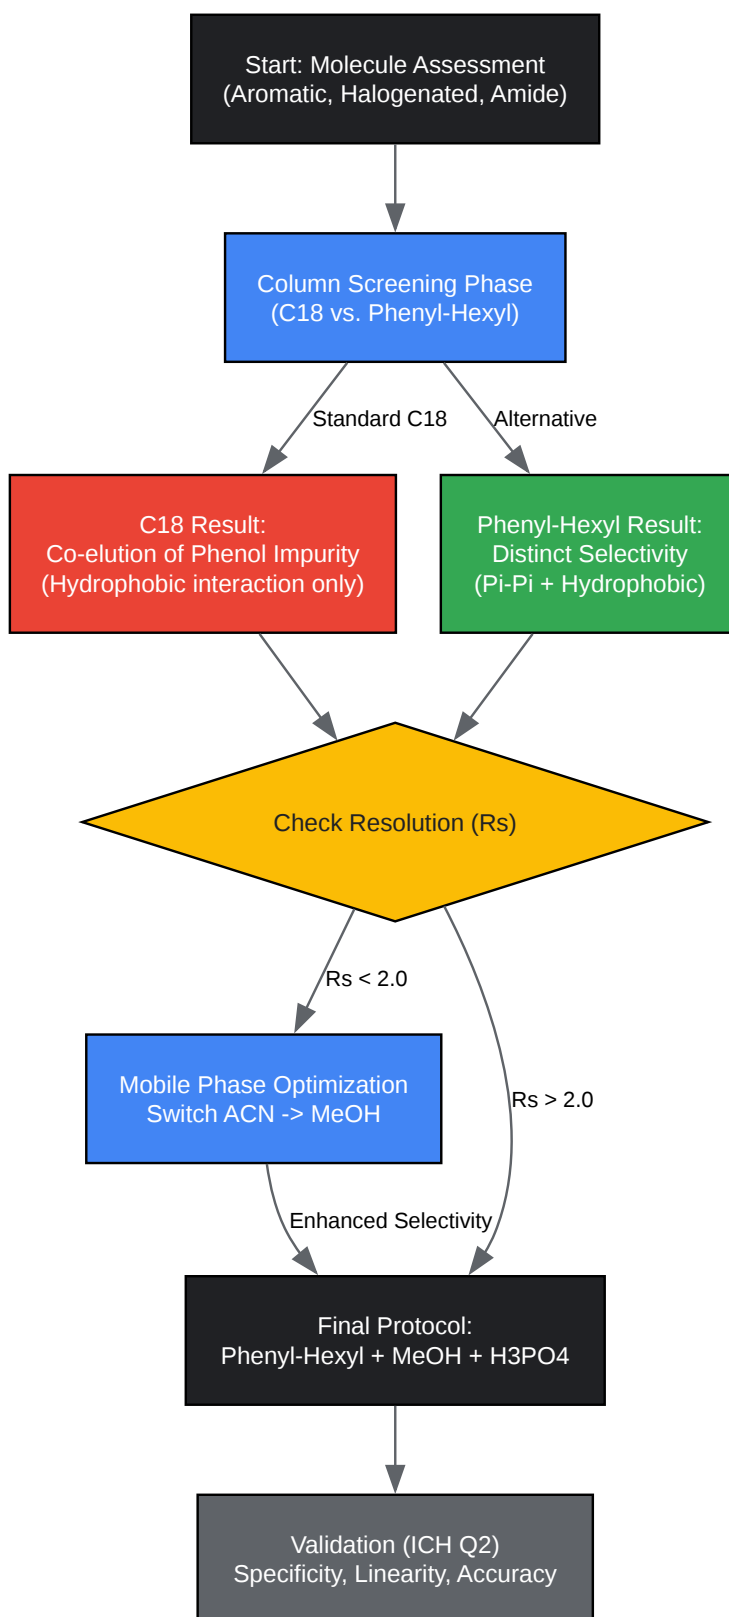 Start: Molecule Assessment
(Aromatic, Halogenated, Amide)
Column Screening Phase
(C18 vs. Phenyl-Hexyl)
Standard C18
Alternative
C18 Result:
Co-elution of Phenol Impurity
(Hydrophobic interaction only)
Phenyl-Hexyl Result:
Distinct Selectivity
(Pi-Pi + Hydrophobic)
Check Resolution (Rs)
Rs < 2.0
Mobile Phase Optimization
Switch ACN -> MeOH
Rs > 2.0
Enhanced Selectivity
Final Protocol:
Phenyl-Hexyl + MeOH + H3PO4
Validation (ICH Q2)
Specificity, Linearity, Accuracy